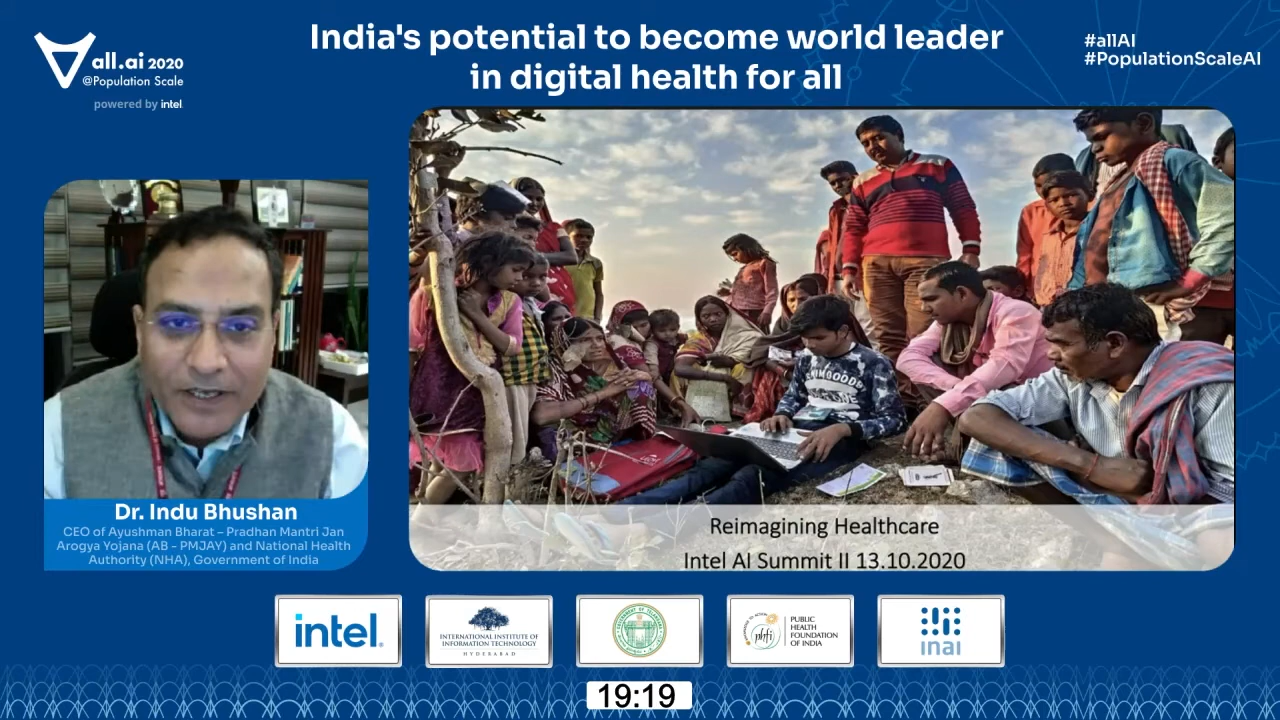 all.ai 2020
@Population Scale
powered by intel
India's potential to become world leader
in digital health for all
#allAI
#PopulationScaleAI
Dr. Indu Bhushan
CEO of Ayushman Bharat – Pradhan Mantri Jan
Arogya Yojana (AB - PMJAY) and National Health
Authority (NHA), Government of India
Reimagining Healthcare
Intel AI Summit II 13.10.2020
intel.
INTERNATIONAL INSTITUTE OF
INFORMATION TECHNOLOGY
HYDERABAD
phfi
PUBLIC
HEALTH
FOUNDATION
OF INDIA
inai
19:19